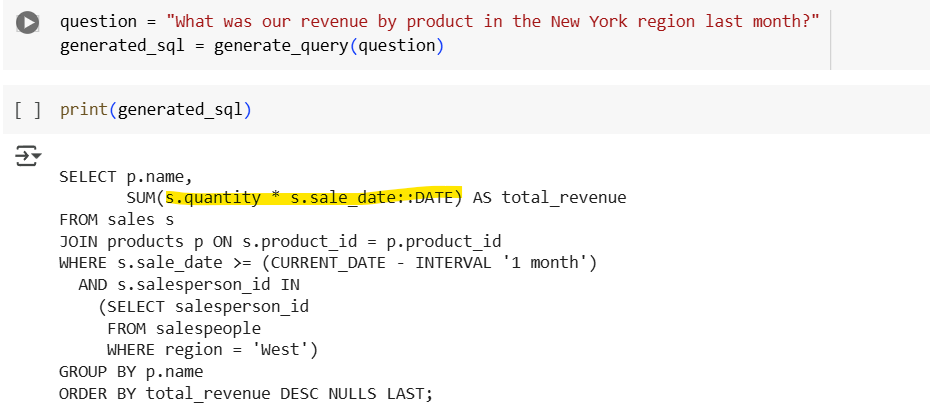 question = "What was our revenue by product in the New York region last month?"
generated_sql = generate_query(question)
[ ] print(generated_sql)
SELECT p.name,
       SUM(s.quantity * s.sale_date::DATE) AS total_revenue
FROM sales s
JOIN products p ON s.product_id = p.product_id
WHERE s.sale_date >= (CURRENT_DATE - INTERVAL '1 month')
  AND s.salesperson_id IN
    (SELECT salesperson_id
     FROM salespeople
     WHERE region = 'West')
GROUP BY p.name
ORDER BY total_revenue DESC NULLS LAST;